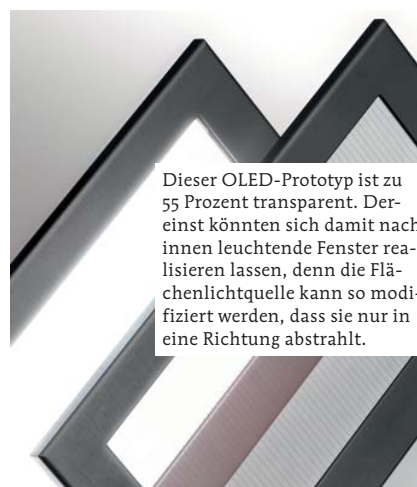 Dieser OLED-Prototyp ist zu
55 Prozent transparent. Der-
einst könnten sich damit nach
innen leuchtende Fenster rea-
lisieren lassen, denn die Flä-
chenlichtquelle kann so modi-
fiziert werden, dass sie nur in
eine Richtung abstrahlt.